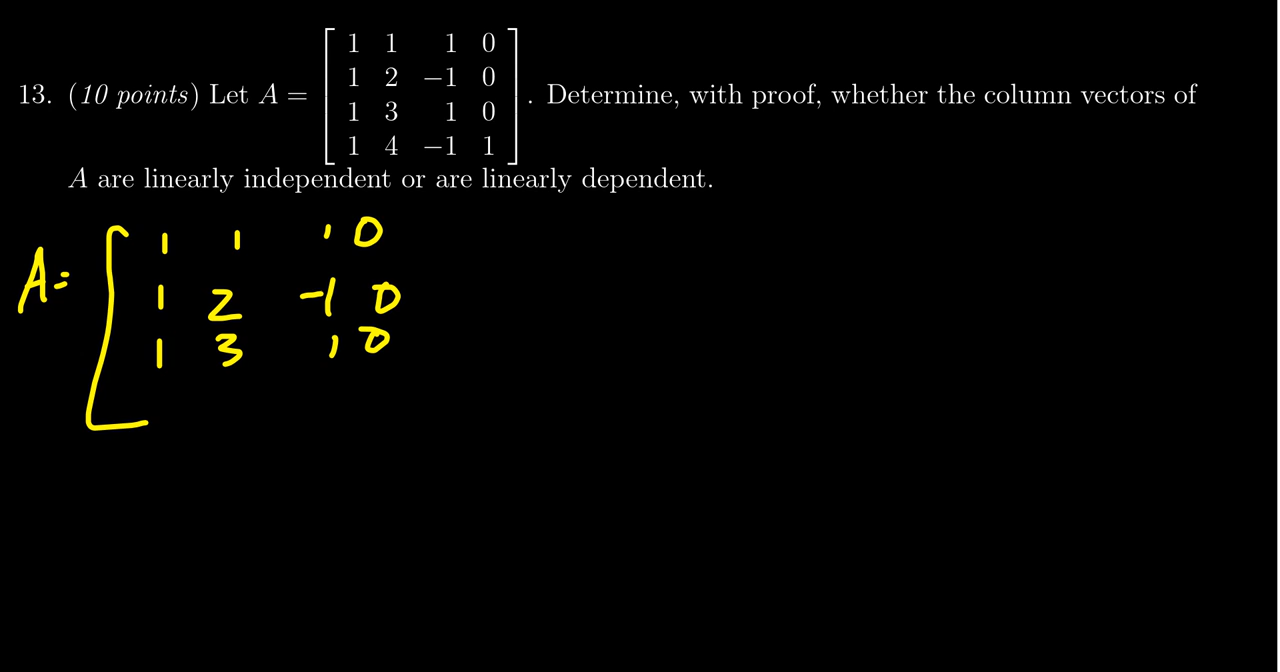 13. (10 points) Let A = [ 1 1 1 0
1 2 −1 0
1 3 1 0
1 4 −1 1 ]. Determine, with proof, whether the column vectors of
A are linearly independent or are linearly dependent.
A= [ 1 1 1 0
1 2 -1 0
1 3 1 0